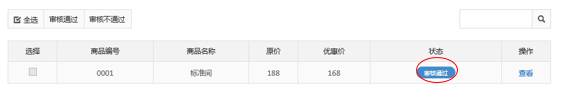 全选 审核通过 审核不通过
选择 商品编号 商品名称 原价 优惠价 状态 操作
0001 标准间 188 168 审核通过 查看